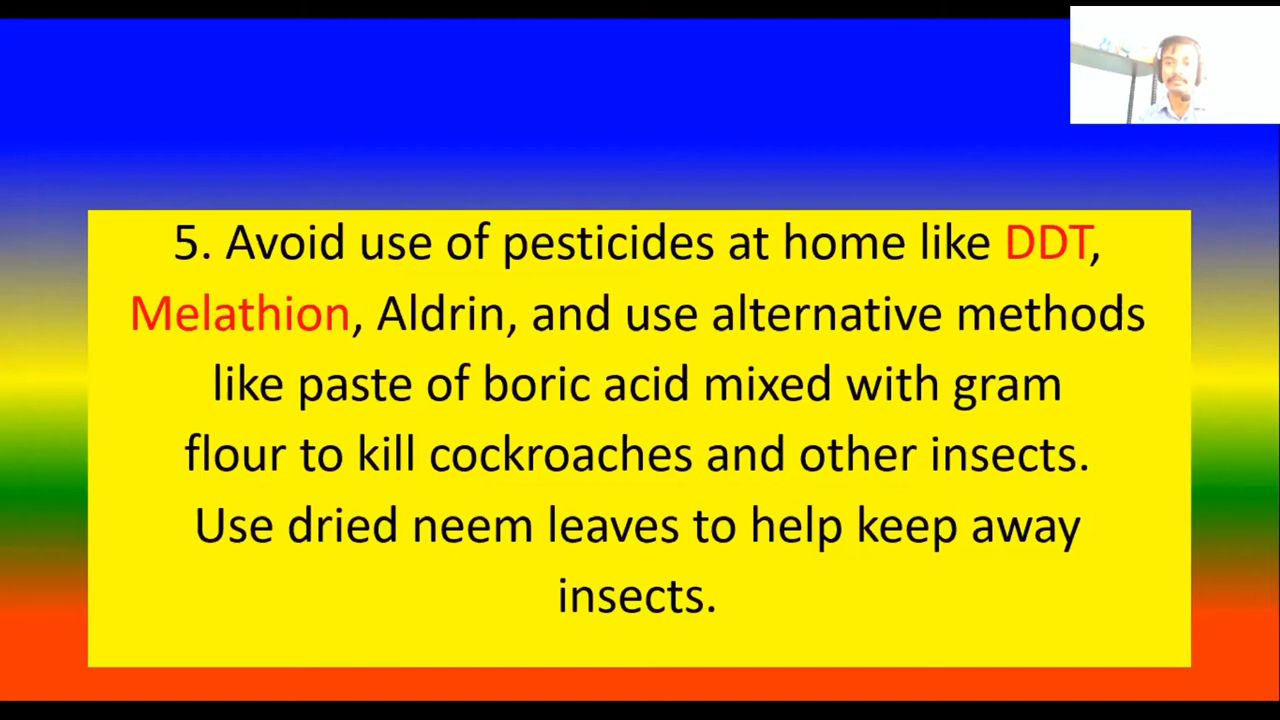 5. Avoid use of pesticides at home like DDT,
Melathion, Aldrin, and use alternative methods
like paste of boric acid mixed with gram
flour to kill cockroaches and other insects.
Use dried neem leaves to help keep away
insects.